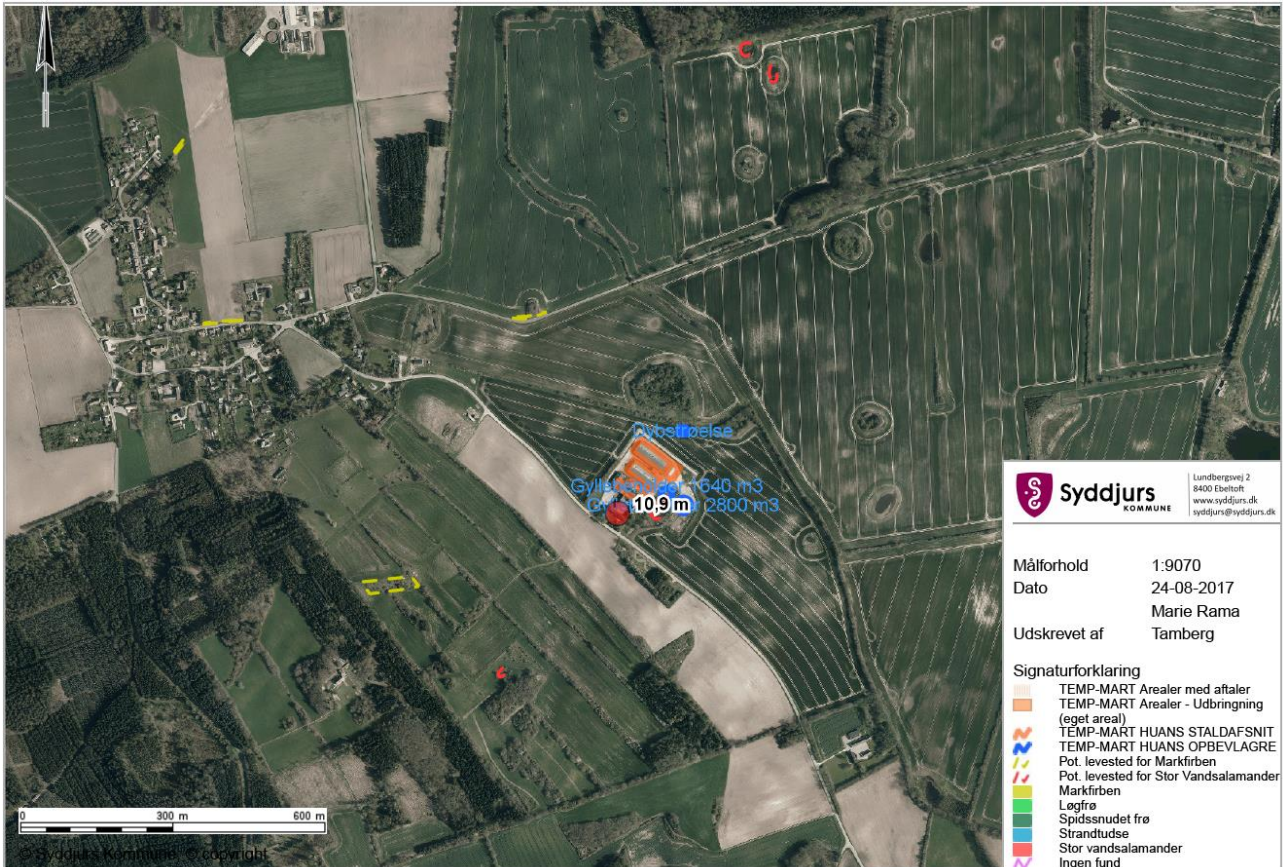 Dybstrøelse
1640 m3
10,9 m
2800 m3
Syddjurs
KOMMUNE
Lundbergsvej 2
8400 Ebeltoft
www.syddjurs.dk
syddjurs@syddjurs.dk
Målforhold 1:9070
Dato 24-08-2017
Marie Rama
Udskrevet af Tamberg
Signaturforklaring
TEMP-MART Arealer med aftaler
TEMP-MART Arealer - Udbringning
(eget areal)
TEMP-MART HUANS STALDAFSNIT
TEMP-MART HUANS OPBEVLAGRE
Pot. levested for Markfirben
Pot. levested for Stor Vandsalamander
Markfirben
Løgfrø
Spidssnudet frø
Strandtudse
Stor vandsalamander
Ingen fund
0 300 m 600 m
© Syddjurs Kommune, © copyright